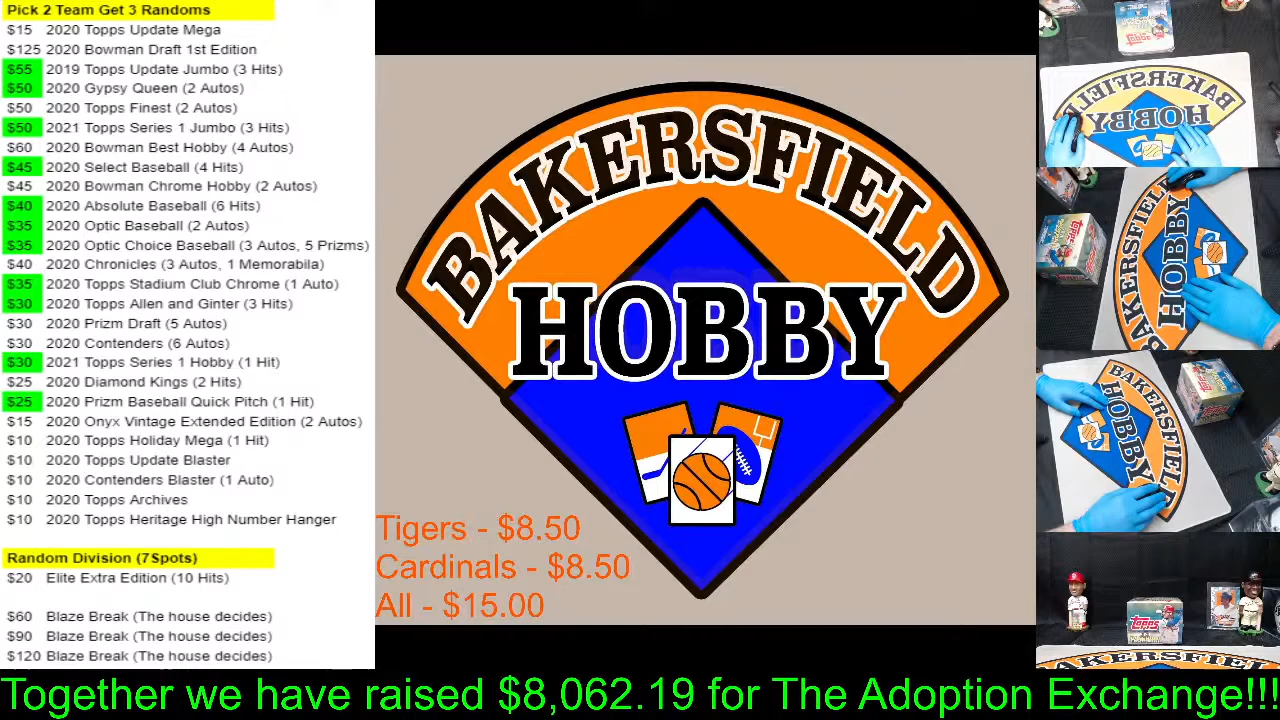 Pick 2 Team Get 3 Randoms
$15 2020 Topps Update Mega
$125 2020 Bowman Draft 1st Edition
$55 2019 Topps Update Jumbo (3 Hits)
$50 2020 Gypsy Queen (2 Autos)
$50 2020 Topps Finest (2 Autos)
$50 2021 Topps Series 1 Jumbo (3 Hits)
$60 2020 Bowman Best Hobby (4 Autos)
$45 2020 Select Baseball (4 Hits)
$45 2020 Bowman Chrome Hobby (2 Autos)
$40 2020 Absolute Baseball (6 Hits)
$35 2020 Optic Baseball (2 Autos)
$35 2020 Optic Choice Baseball (3 Autos, 5 Prizms)
$40 2020 Chronicles (3 Autos, 1 Memorabila)
$35 2020 Topps Stadium Club Chrome (1 Auto)
$30 2020 Topps Allen and Ginter (3 Hits)
$30 2020 Prizm Draft (5 Autos)
$30 2020 Contenders (6 Autos)
$30 2021 Topps Series 1 Hobby (1 Hit)
$25 2020 Diamond Kings (2 Hits)
$25 2020 Prizm Baseball Quick Pitch (1 Hit)
$15 2020 Onyx Vintage Extended Edition (2 Autos)
$10 2020 Topps Holiday Mega (1 Hit)
$10 2020 Topps Update Blaster
$10 2020 Contenders Blaster (1 Auto)
$10 2020 Topps Archives
$10 2020 Topps Heritage High Number Hanger
Random Division (7Spots)
$20 Elite Extra Edition (10 Hits)
$60 Blaze Break (The house decides)
$90 Blaze Break (The house decides)
$120 Blaze Break (The house decides)
BAKERSFIELD
HOBBY
Tigers - $8.50
Cardinals - $8.50
All - $15.00
Topps
BAKERSFIELD
HOBBY
Topps
BAKERSFIELD
HOBBY
BAKERSFIELD
HOBBY
Topps
BAKERSFIEL
Together we have raised $8,062.19 for The Adoption Exchange!!!